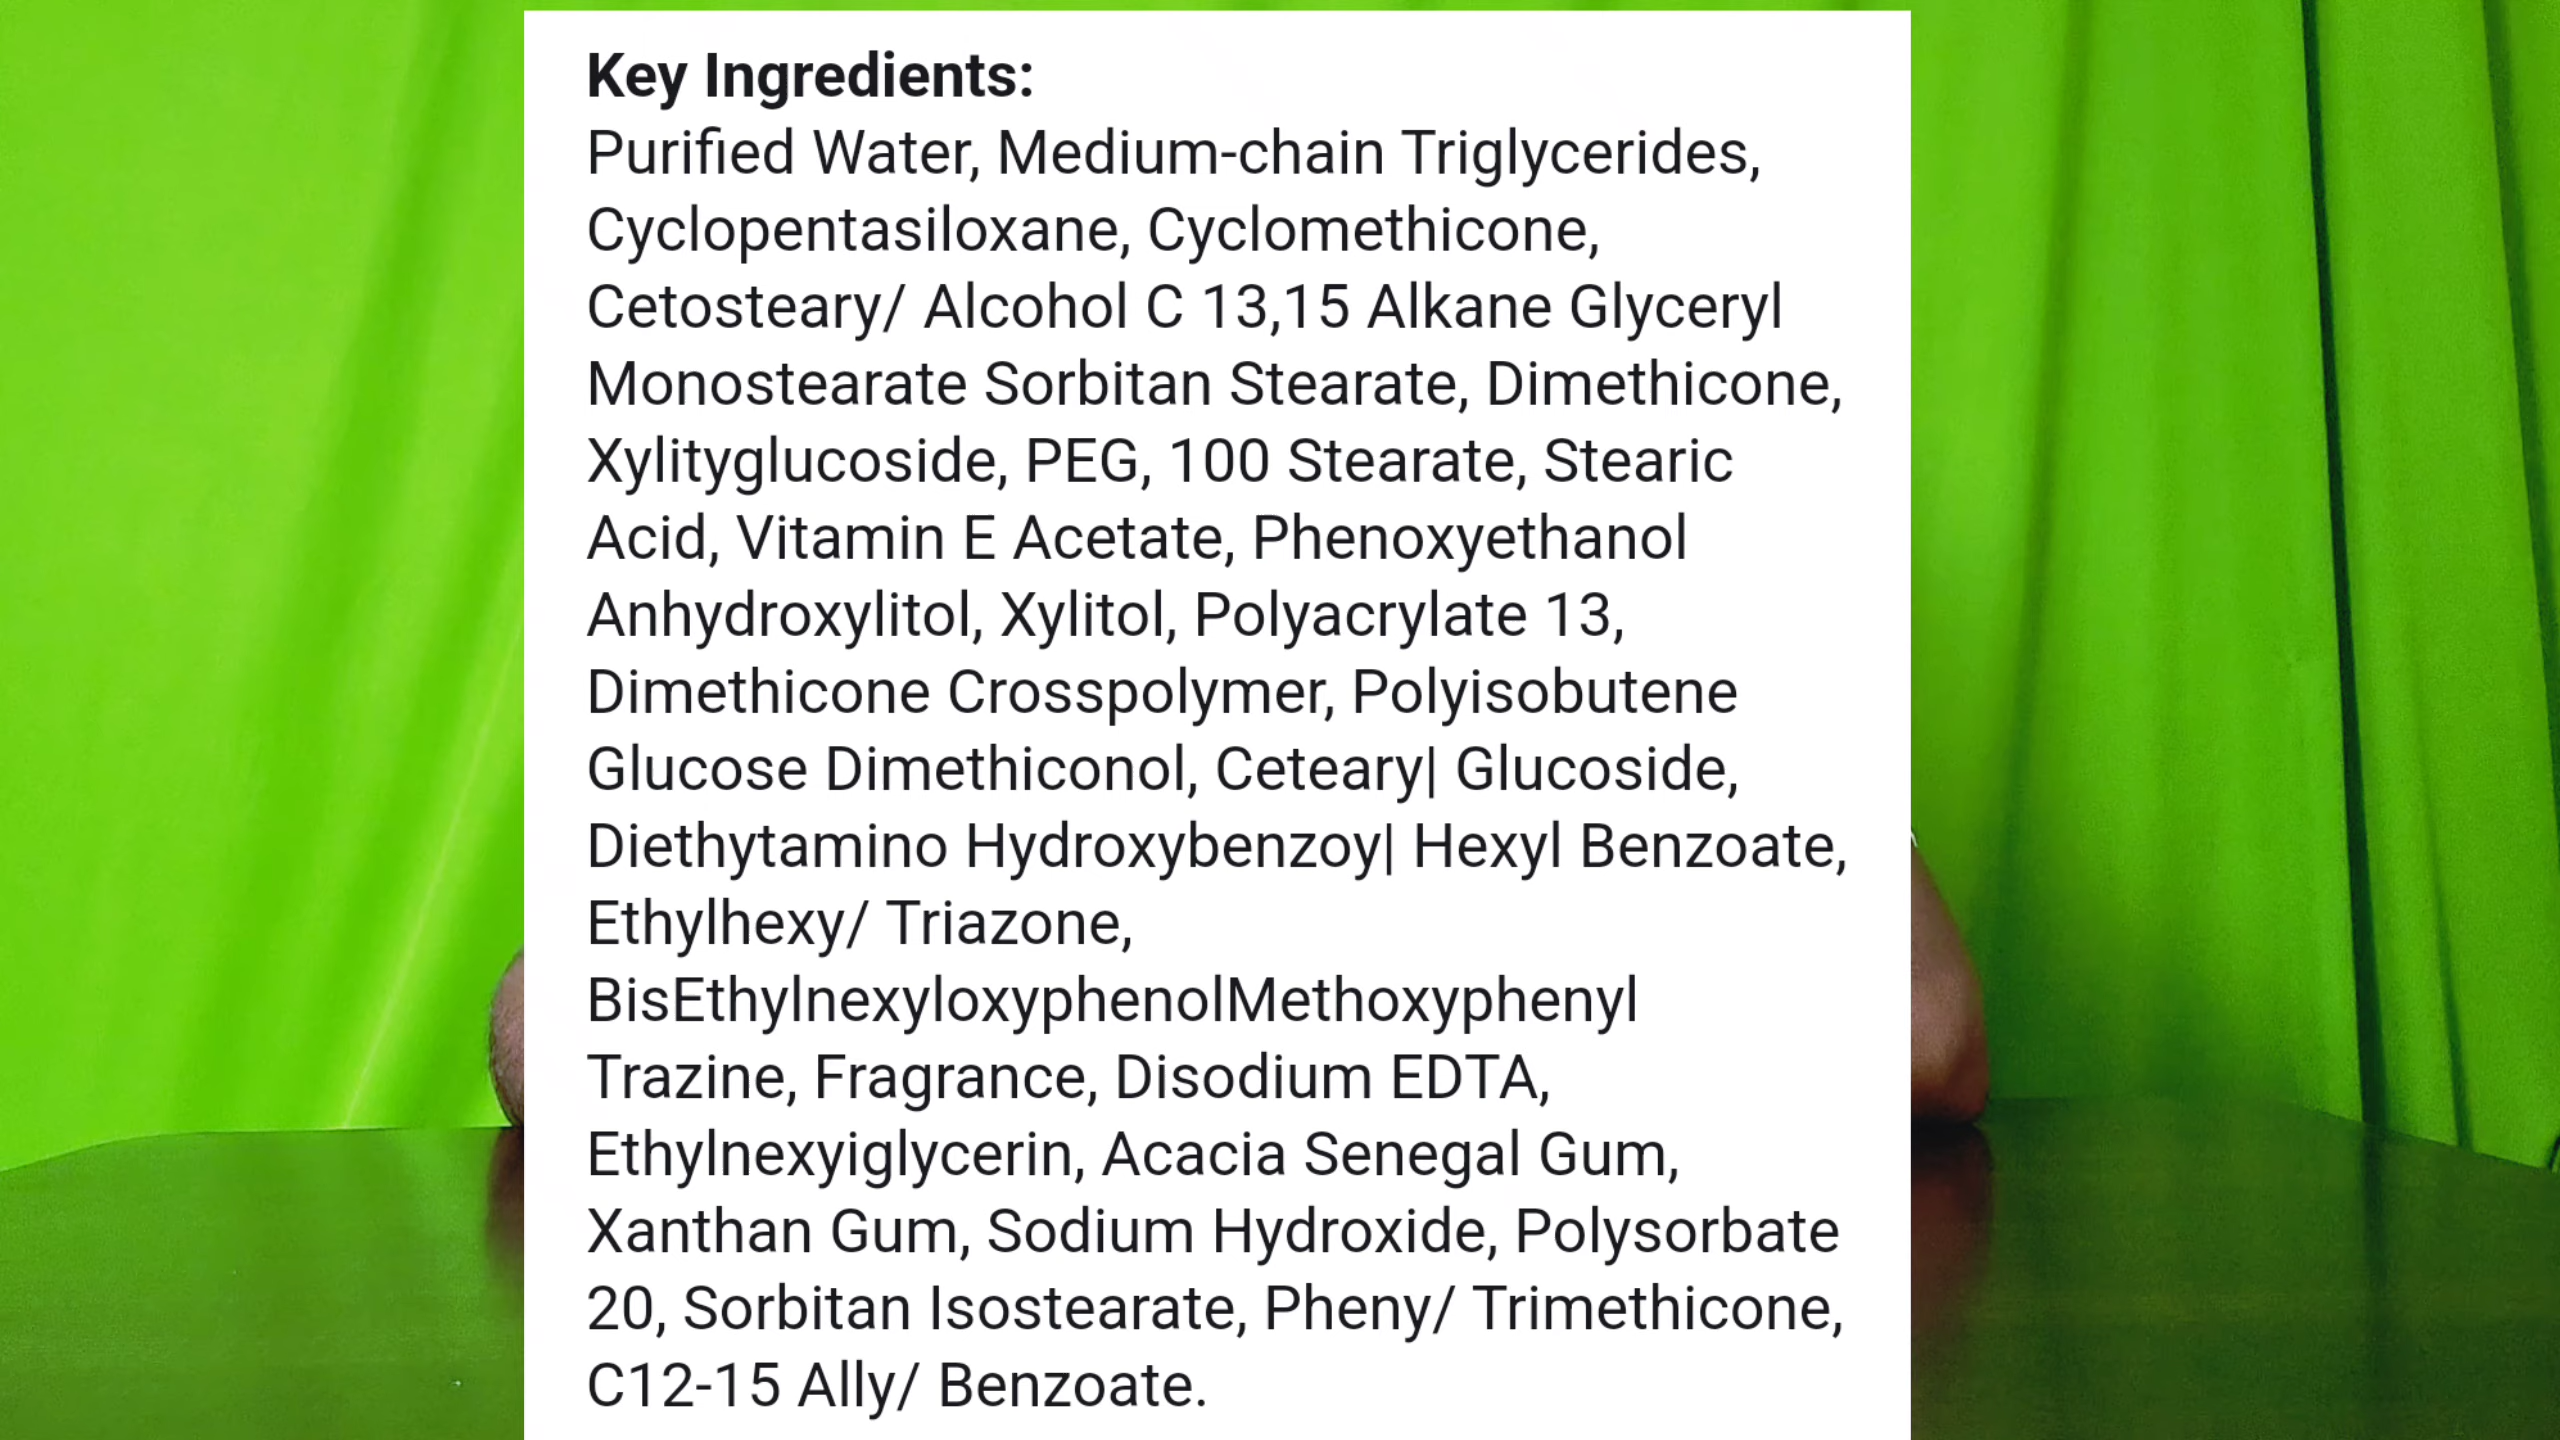 Key Ingredients:
Purified Water, Medium-chain Triglycerides,
Cyclopentasiloxane, Cyclomethicone,
Cetosteary/ Alcohol C 13,15 Alkane Glyceryl
Monostearate Sorbitan Stearate, Dimethicone,
Xylityglucoside, PEG, 100 Stearate, Stearic
Acid, Vitamin E Acetate, Phenoxyethanol
Anhydroxylitol, Xylitol, Polyacrylate 13,
Dimethicone Crosspolymer, Polyisobutene
Glucose Dimethiconol, Ceteary| Glucoside,
Diethytamino Hydroxybenzoy| Hexyl Benzoate,
Ethylhexy/ Triazone,
BisEthylnexyloxyphenolMethoxyphenyl
Trazine, Fragrance, Disodium EDTA,
Ethylnexyiglycerin, Acacia Senegal Gum,
Xanthan Gum, Sodium Hydroxide, Polysorbate
20, Sorbitan Isostearate, Pheny/ Trimethicone,
C12-15 Ally/ Benzoate.